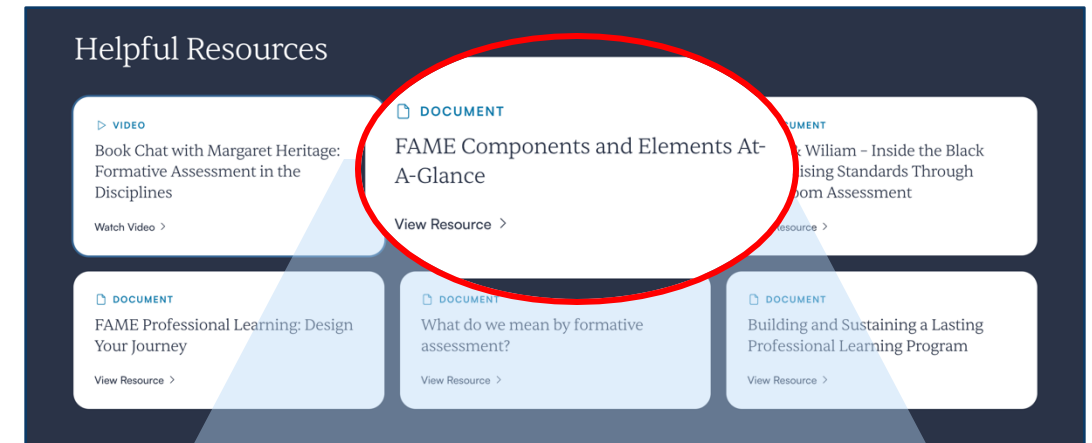 Helpful Resources
VIDEO
Book Chat with Margaret Heritage:
Formative Assessment in the
Disciplines
Watch Video
DOCUMENT
FAME Components and Elements At-
A-Glance
View Resource
Wiliam – Inside the Black
Standards Through
Assessment
DOCUMENT
FAME Professional Learning: Design
Your Journey
View Resource
DOCUMENT
What do we mean by formative
assessment?
View Resource
DOCUMENT
Building and Sustaining a Lasting
Professional Learning Program
View Resource